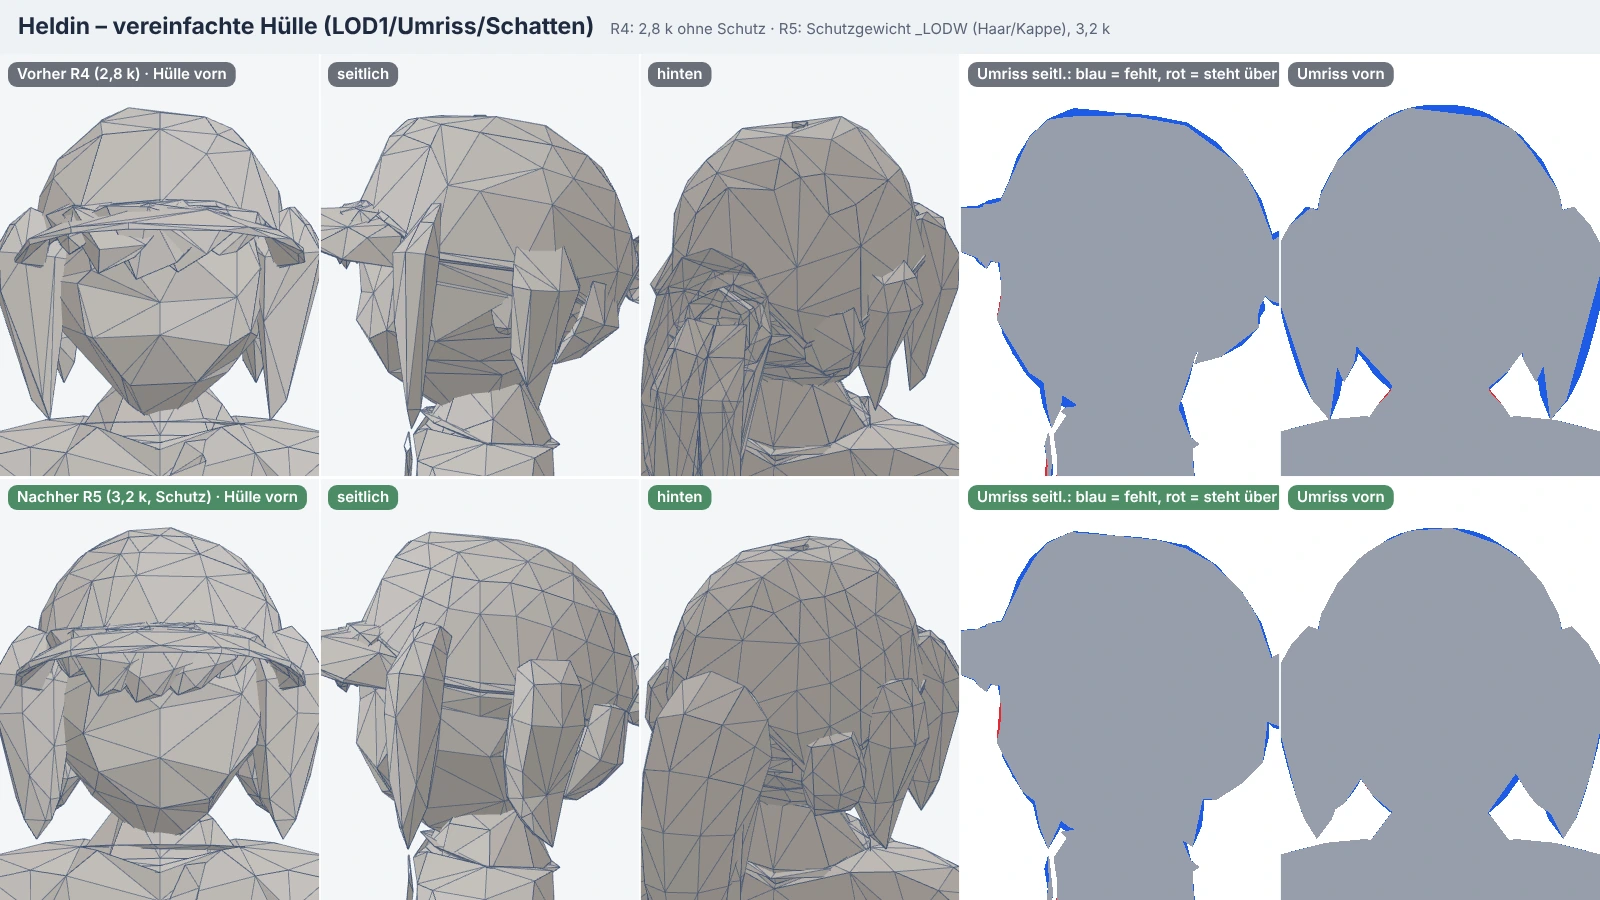 Heldin – vereinfachte Hülle (LOD1/Umriss/Schatten) R4: 2,8 k ohne Schutz · R5: Schutzgewicht _LODW (Haar/Kappe), 3,2 k
Vorher R4 (2,8 k) · Hülle vorn
seitlich
hinten
Umriss seitl.: blau = fehlt, rot = steht über
Umriss vorn
Nachher R5 (3,2 k, Schutz) · Hülle vorn
seitlich
hinten
Umriss seitl.: blau = fehlt, rot = steht über
Umriss vorn